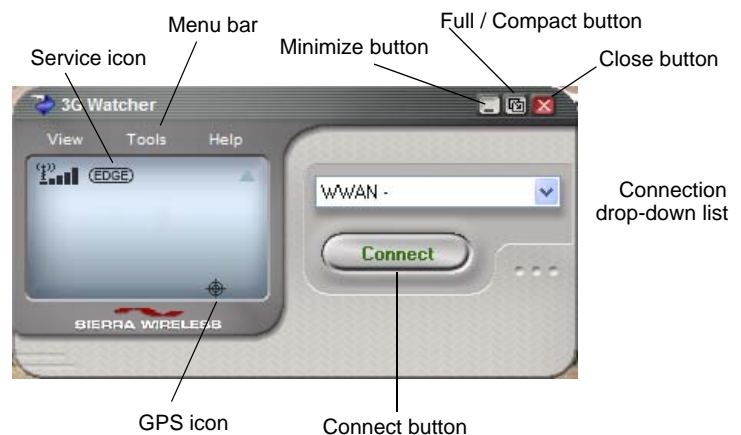 Full / Compact button
Menu bar
Minimize button
Service icon
Close button
3G Watcher
View Tools Help
EDGE
WWAN -
Connection
drop-down list
Connect
SIERRA WIRELESS
GPS icon
Connect button